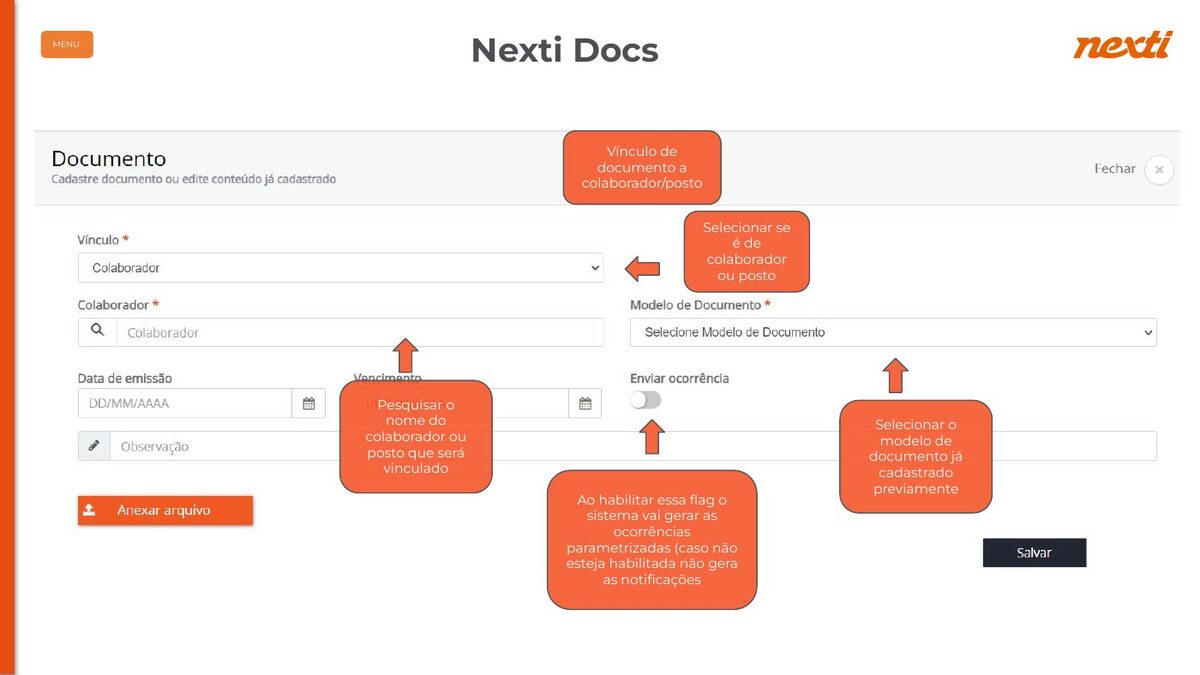 MENU
Nexti Docs
nexti
Documento
Cadastre documento ou edite conteúdo já cadastrado
Vínculo de
documento a
colaborador/posto
Fechar
Vínculo *
Colaborador
Selecionar se
é de
colaborador
ou posto
Colaborador *
Colaborador
Modelo de Documento *
Selecione Modelo de Documento
Data de emissão
DD/MM/AAAA
Vencimento
Pesquisar o
nome do
colaborador ou
posto que será
vinculado
Enviar ocorrência
Selecionar o
modelo de
documento já
cadastrado
previamente
Observação
Ao habilitar essa flag o
sistema vai gerar as
ocorrências
parametrizadas (caso não
esteja habilitada não gera
as notificações
Anexar arquivo
Salvar